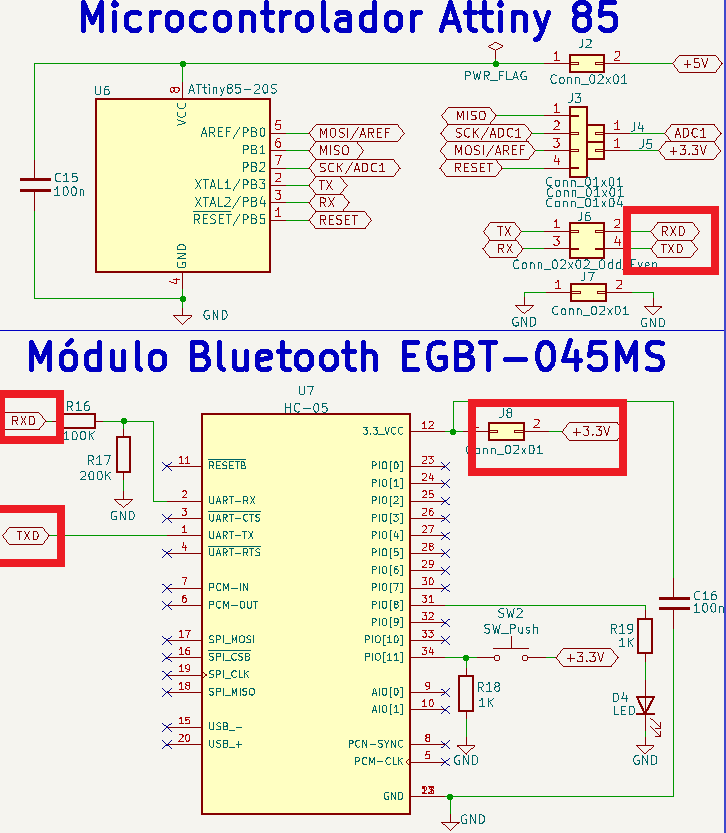 Microcontrolador Attiny 85
J2
1 2
+5V
PWR_FLAG
Conn_02x01
U6
ATtiny85-20S
8
VCC
J3
MISO 1
SCK/ADC1 2
MOSI/AREF 3
RESET 4
1 J4 ADC1
1 J5 +3.3V
AREF/PB0 5 MOSI/AREF
PB1 6 MISO
PB2 7 SCK/ADC1
XTAL1/PB3 2 TX
XTAL2/PB4 3 RX
RESET/PB5 1 RESET
C15
100n
Conn_01x01
Conn_01x01
Conn_01x04
J6
TX 1 2 RXD
RX 3 4 TXD
Conn_02x02_Odd_Even
GND
4
GND
J7
1 2
Conn_02x01
GND
GND
Módulo Bluetooth EGBT-045MS
U7
HC-05
RXD
R16
100K
R17
200K
GND
TXD
J8
3.3_VCC 12 1 2 +3.3V
Conn_02x01
11 RESETB
2 UART-RX
3 UART-CTS
1 UART-TX
4 UART-RTS
7 PCM-IN
6 PCM-OUT
17 SPI_MOSI
16 SPI_CSB
19 SPI_CLK
18 SPI_MISO
15 USB_-
20 USB_+
PIO[0] 23
PIO[1] 24
PIO[2] 25
PIO[3] 26
PIO[4] 27
PIO[5] 28
PIO[6] 29
PIO[7] 30
PIO[8] 31
PIO[9] 32
PIO[10] 33
PIO[11] 34
AIO[0] 9
AIO[1] 10
PCN-SYNC 8
PCM-CLK 5
GND
C16
100n
SW2
SW_Push
+3.3V
R19
1K
R18
1K
D4
LED
GND
GND
GND